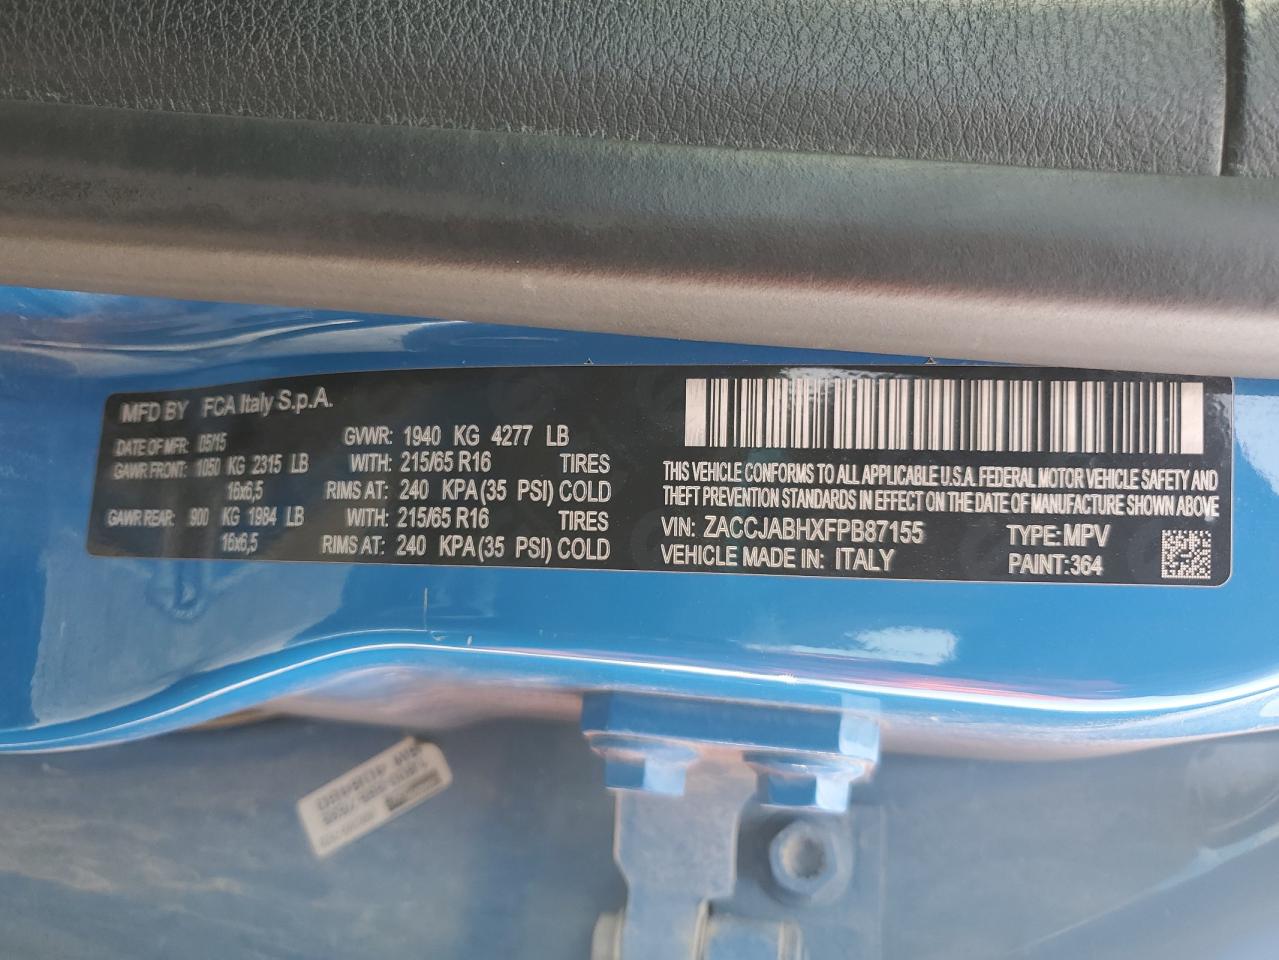 MFD BY FCA Italy S.p.A.
DATE OF MFR: 05/15 GVWR: 1940 KG 4277 LB
GAWR FRONT: 1050 KG 2315 LB WITH: 215/65 R16 TIRES
16x6,5 RIMS AT: 240 KPA(35 PSI) COLD
GAWR REAR: 900 KG 1984 LB WITH: 215/65 R16 TIRES
16x6,5 RIMS AT: 240 KPA(35 PSI) COLD
THIS VEHICLE CONFORMS TO ALL APPLICABLE U.S.A. FEDERAL MOTOR VEHICLE SAFETY AND
THEFT PREVENTION STANDARDS IN EFFECT ON THE DATE OF MANUFACTURE SHOWN ABOVE
VIN: ZACCJABHXFPB87155 TYPE: MPV
VEHICLE MADE IN: ITALY PAINT:364